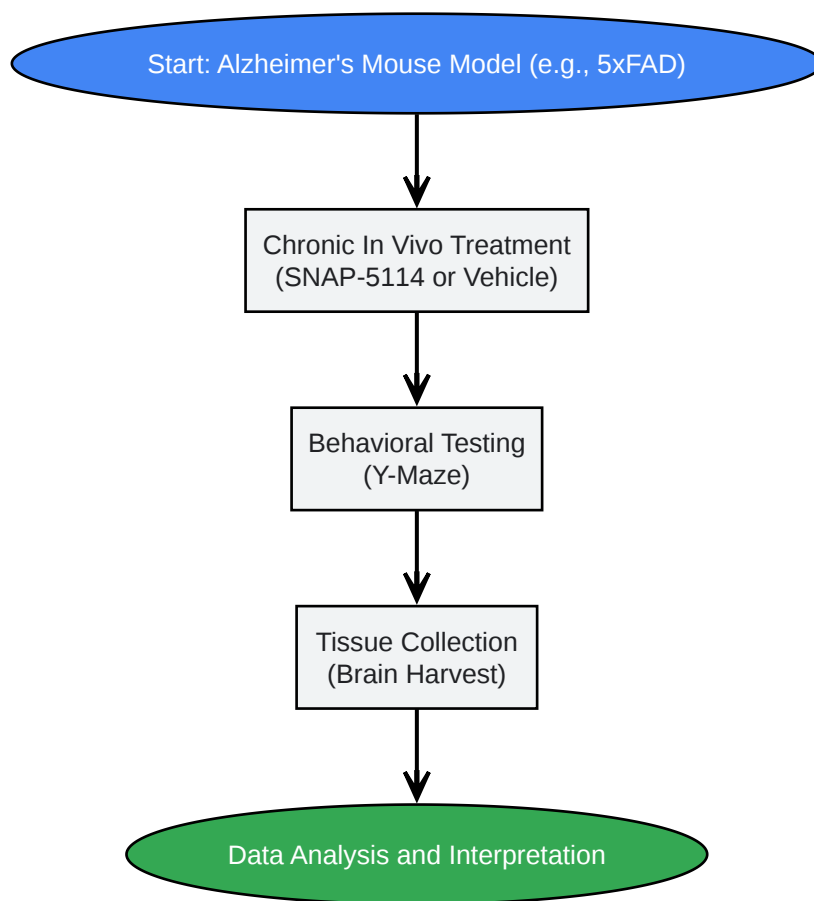 Start: Alzheimer's Mouse Model (e.g., 5xFAD)
Chronic In Vivo Treatment
(SNAP-5114 or Vehicle)
Behavioral Testing
(Y-Maze)
Tissue Collection
(Brain Harvest)
Data Analysis and Interpretation